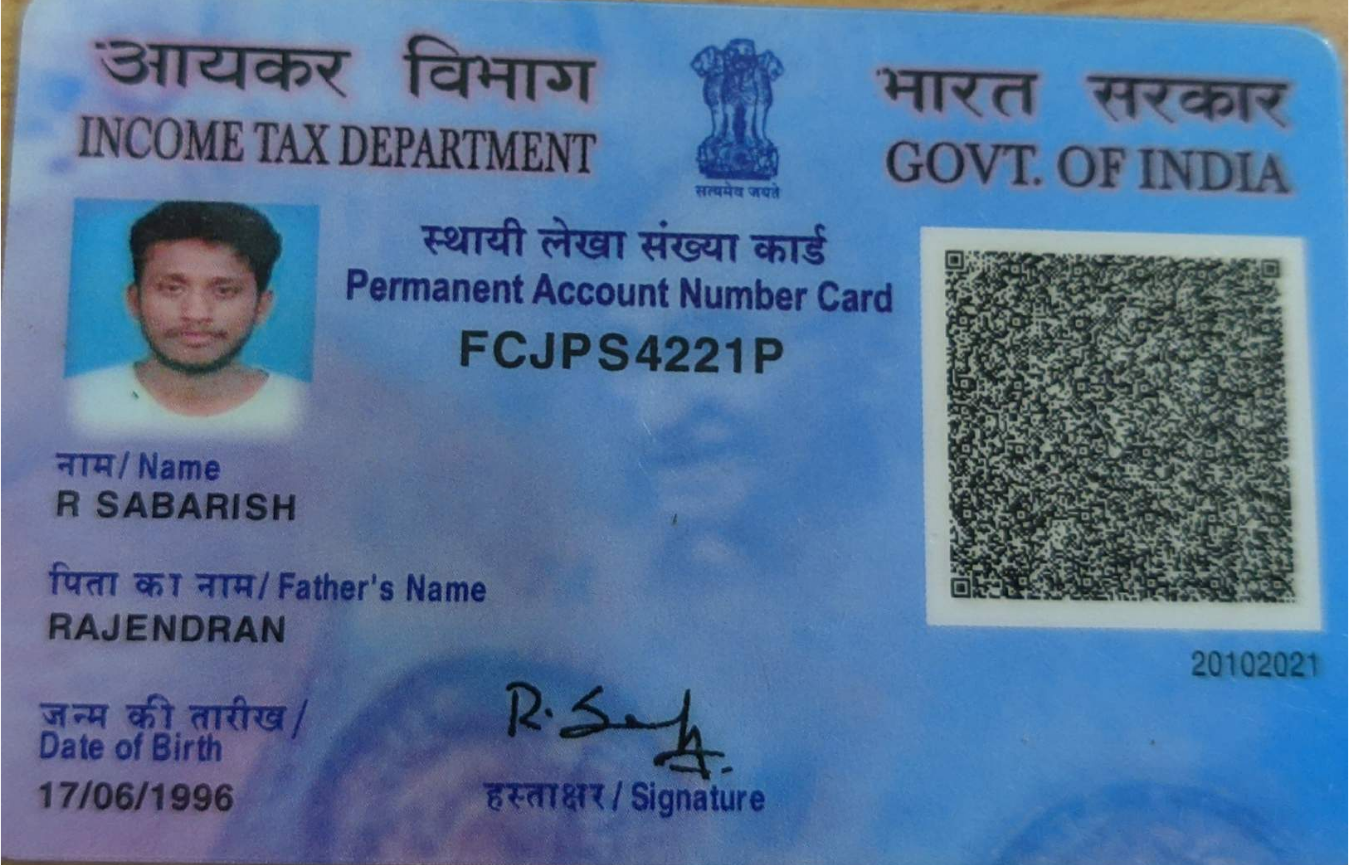 आयकर विभाग
INCOME TAX DEPARTMENT
सत्यमेव जयते
भारत सरकार
GOVT. OF INDIA
स्थायी लेखा संख्या कार्ड
Permanent Account Number Card
FCJPS4221P
नाम/ Name
R SABARISH
पिता का नाम/ Father's Name
RAJENDRAN
20102021
जन्म की तारीख/
Date of Birth
17/06/1996
हस्ताक्षर/ Signature